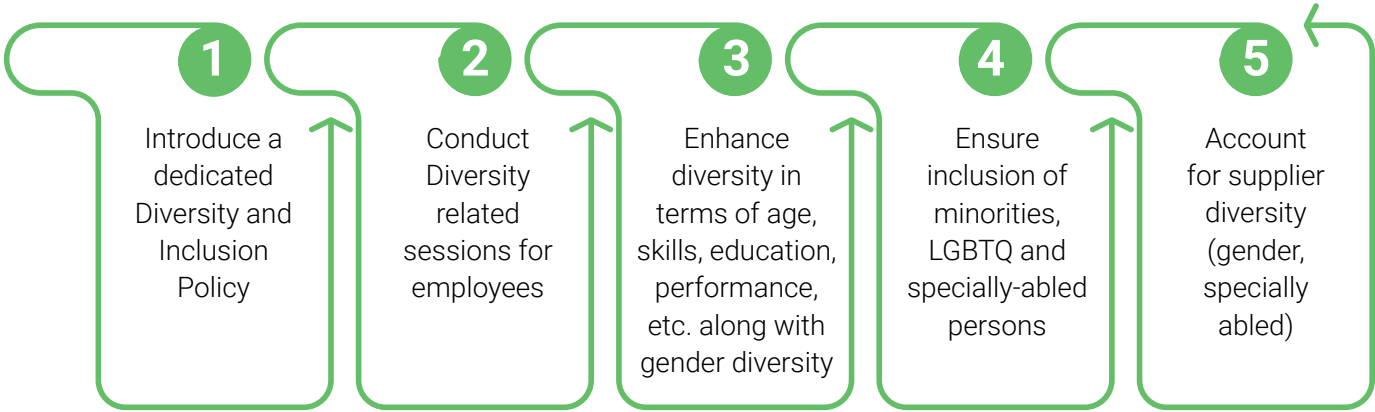 1
Introduce a
dedicated
Diversity and
Inclusion
Policy
2
Conduct
Diversity
related
sessions for
employees
3
Enhance
diversity in
terms of age,
skills, education,
performance,
etc. along with
gender diversity
4
Ensure
inclusion of
minorities,
LGBTQ and
specially-abled
persons
5
Account
for supplier
diversity
(gender,
specially
abled)